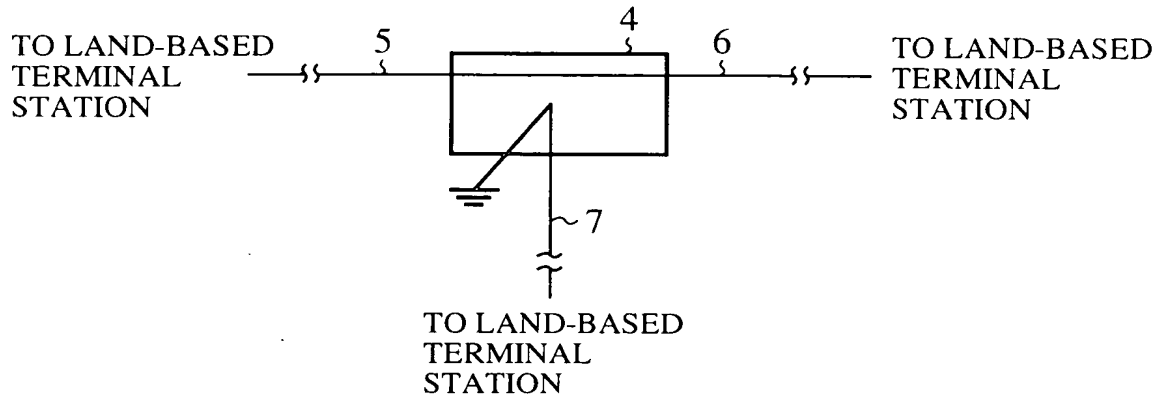 TO LAND-BASED
TERMINAL
STATION
5
4
6
TO LAND-BASED
TERMINAL
STATION
7
TO LAND-BASED
TERMINAL
STATION